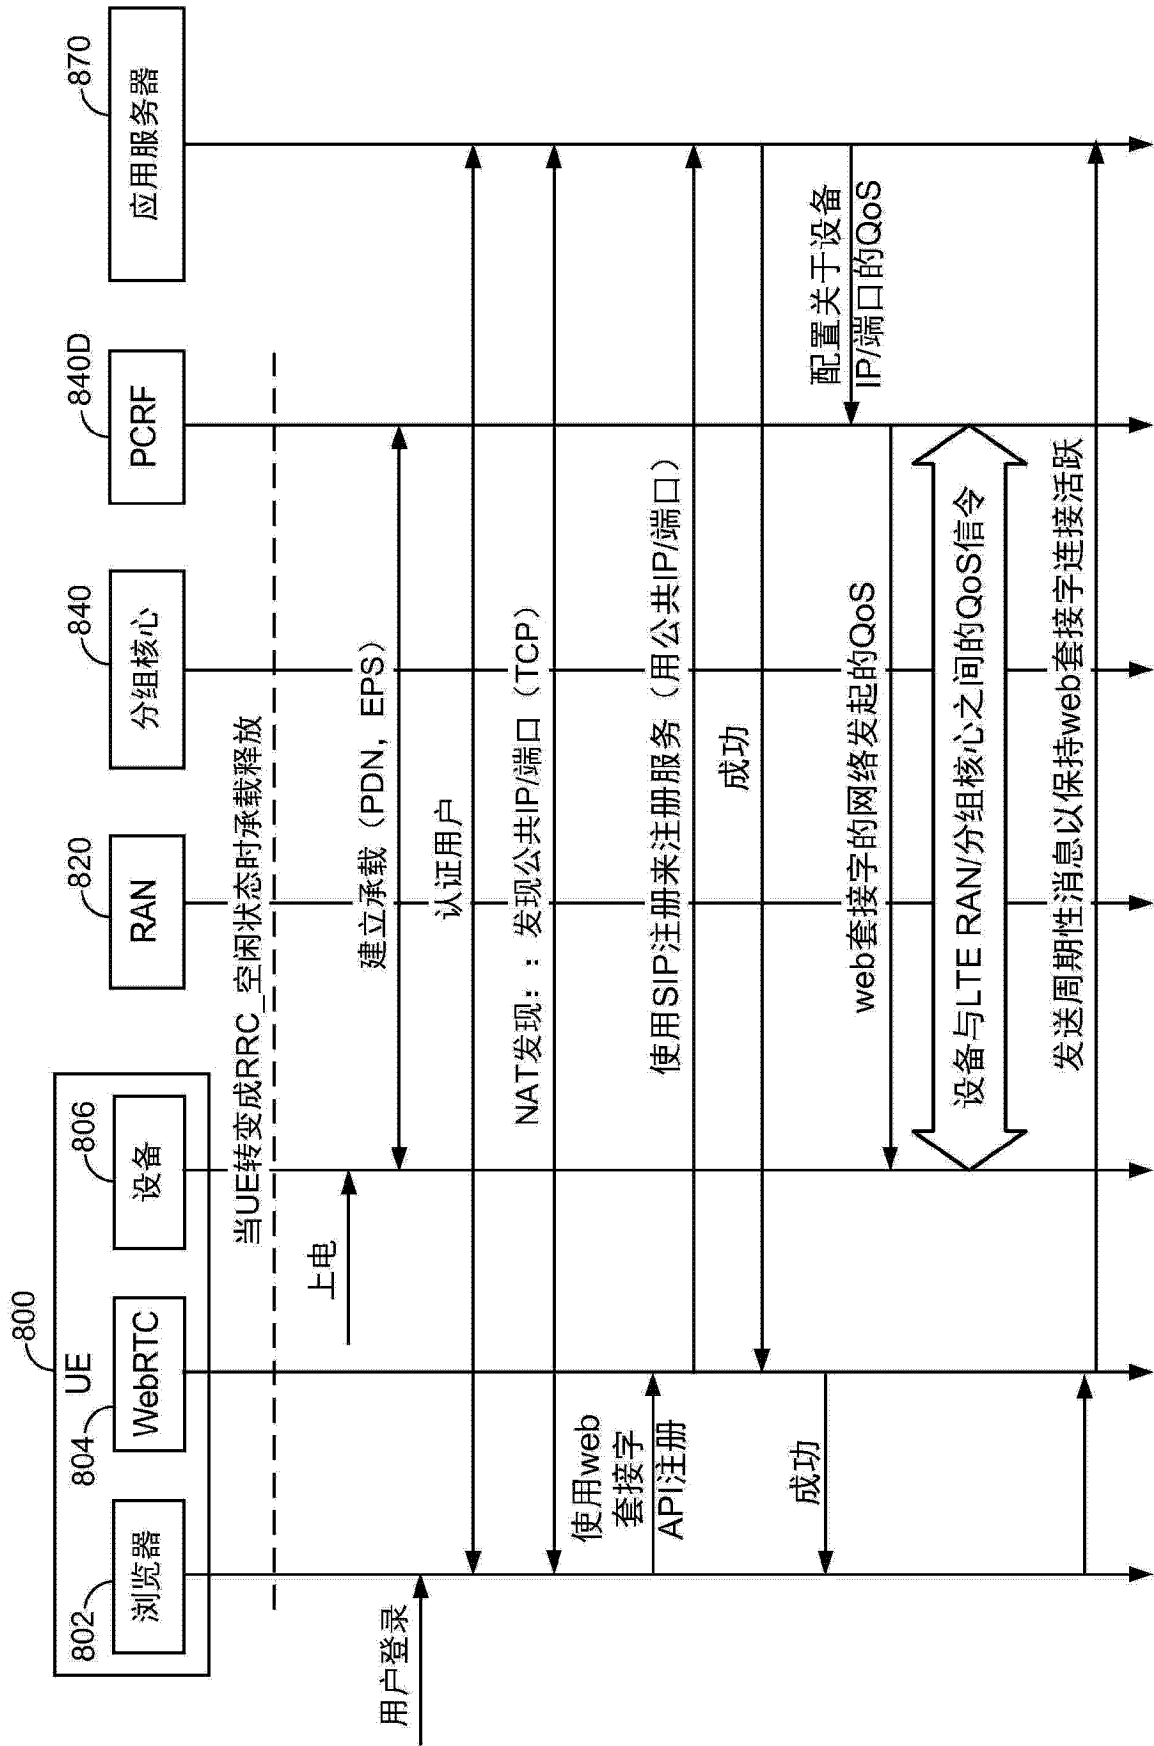 800
UE
802
浏览器
804
WebRTC
806
设备
820
RAN
840
分组核心
840D
PCRF
870
应用服务器
当UE转变成RRC_空闲状态时承载释放
上电
建立承载（PDN，EPS）
用户登录
认证用户
NAT发现：：发现公共IP/端口（TCP）
使用web
套接字
API注册
使用SIP注册来注册服务（用公共IP/端口）
成功
成功
配置关于设备
IP/端口的QoS
web套接字的网络发起的QoS
设备与LTE RAN/分组核心之间的QoS信令
发送周期性消息以保持web套接字连接活跃